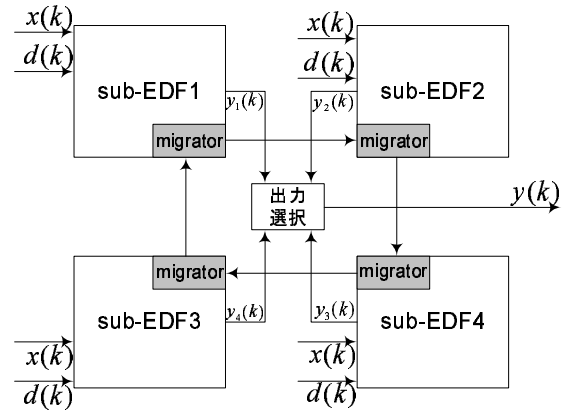 x(k)
d(k)
sub-EDF1
y₁(k)
migrator
x(k)
d(k)
sub-EDF2
y₂(k)
migrator
出力
選択
y(k)
migrator
sub-EDF3
y₄(k)
x(k)
d(k)
migrator
sub-EDF4
y₃(k)
x(k)
d(k)